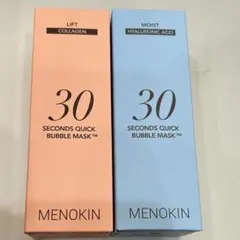 LIFT
COLLAGEN
30
SECONDS QUICK
BUBBLE MASK™
MENOKIN
MOIST
HYALURONIC ACID
30
SECONDS QUICK
BUBBLE MASK™
MENOKIN